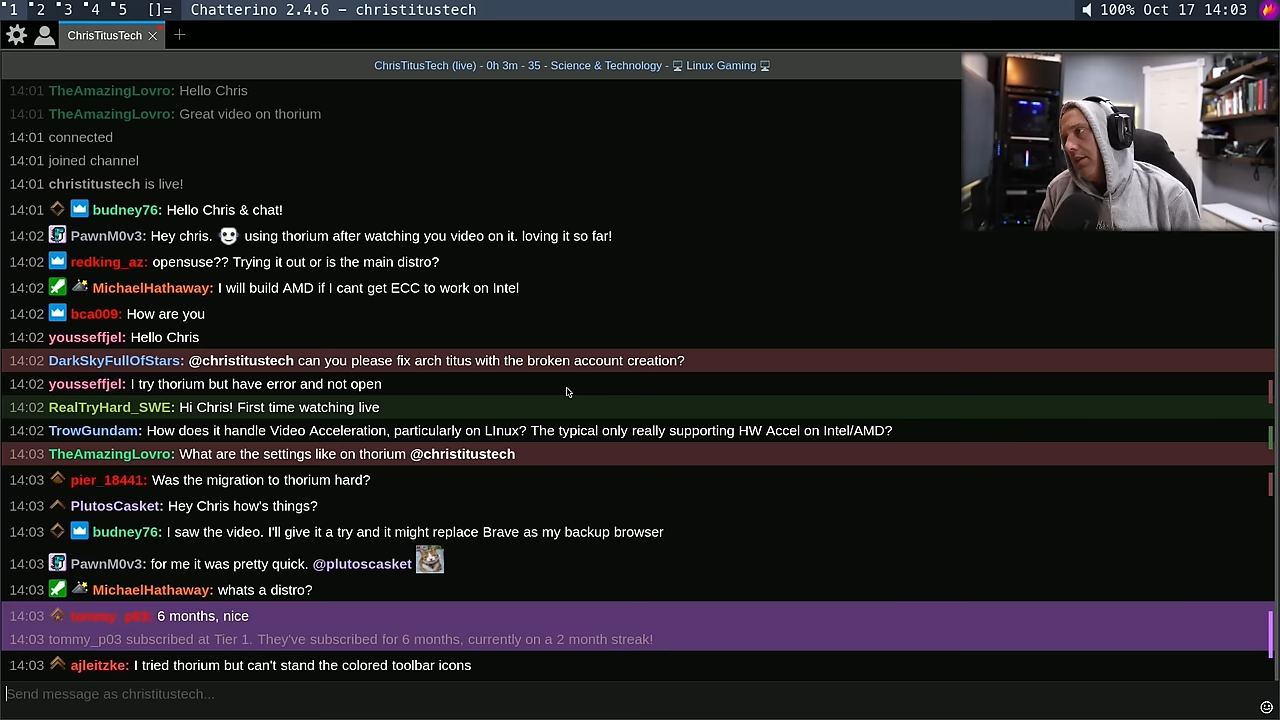 1 2 3 4 5 []= Chatterino 2.4.6 – christitustech 100% Oct 17 14:03
ChrisTitusTech
ChrisTitusTech (live) - 0h 3m - 35 - Science & Technology - 🖥️ Linux Gaming 🖥️
14:01 TheAmazingLovro: Hello Chris
14:01 TheAmazingLovro: Great video on thorium
14:01 connected
14:01 joined channel
14:01 christitustech is live!
14:01 budney76: Hello Chris & chat!
14:02 PawnM0v3: Hey chris. using thorium after watching you video on it. loving it so far!
14:02 redking_az: opensuse?? Trying it out or is the main distro?
14:02 MichaelHathaway: I will build AMD if I cant get ECC to work on Intel
14:02 bca009: How are you
14:02 yousseffjel: Hello Chris
14:02 DarkSkyFullOfStars: @christitustech can you please fix arch titus with the broken account creation?
14:02 yousseffjel: I try thorium but have error and not open
14:02 RealTryHard_SWE: Hi Chris! First time watching live
14:02 TrowGundam: How does it handle Video Acceleration, particularly on LInux? The typical only really supporting HW Accel on Intel/AMD?
14:03 TheAmazingLovro: What are the settings like on thorium @christitustech
14:03 pier_18441: Was the migration to thorium hard?
14:03 PlutosCasket: Hey Chris how's things?
14:03 budney76: I saw the video. I'll give it a try and it might replace Brave as my backup browser
14:03 PawnM0v3: for me it was pretty quick. @plutoscasket
14:03 MichaelHathaway: whats a distro?
14:03 tommy_p03: 6 months, nice
14:03 tommy_p03 subscribed at Tier 1. They've subscribed for 6 months, currently on a 2 month streak!
14:03 ajleitzke: I tried thorium but can't stand the colored toolbar icons
Send message as christitustech...